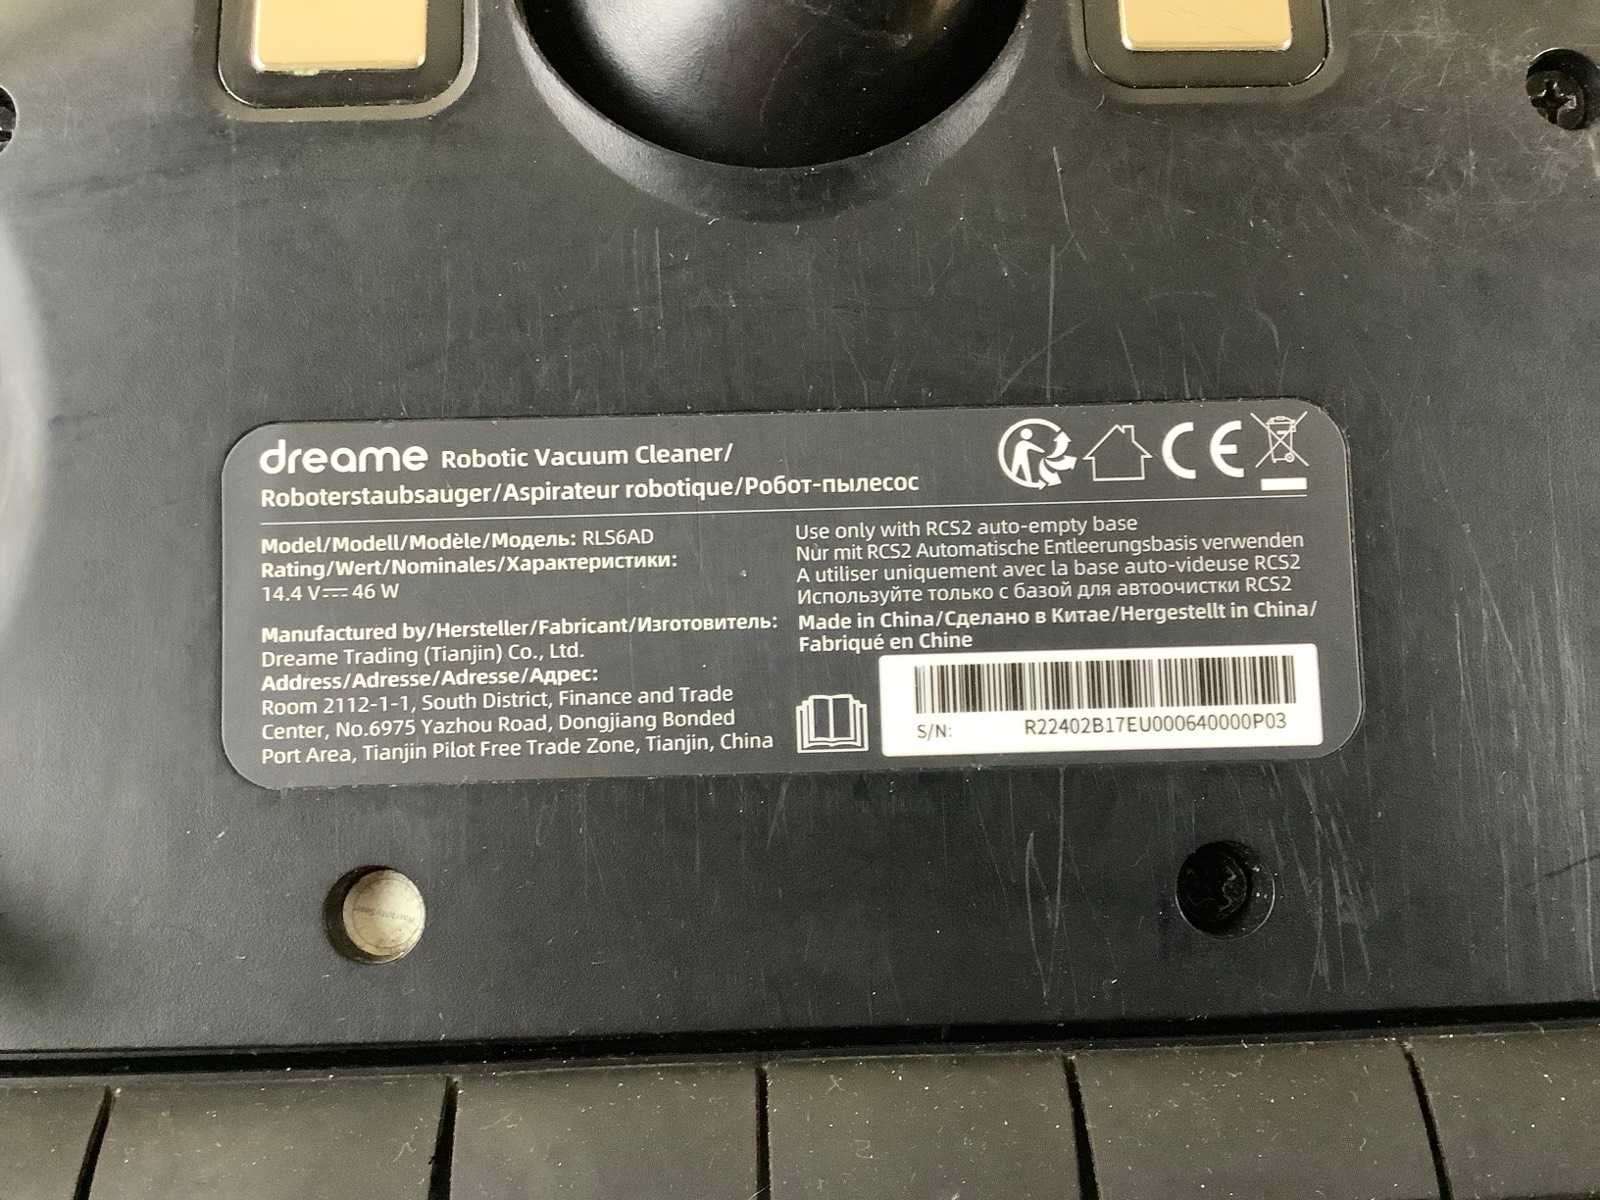 dreame Robotic Vacuum Cleaner/
Roboterstaubsauger/Aspirateur robotique/Робот-пылесос
Model/Modell/Modèle/Модель: RLS6AD
Rating/Wert/Nominales/Характеристики:
14.4 V⎓ 46 W
Manufactured by/Hersteller/Fabricant/Изготовитель:
Dreame Trading (Tianjin) Co., Ltd.
Address/Adresse/Adresse/Адрес:
Room 2112-1-1, South District, Finance and Trade
Center, No.6975 Yazhou Road, Dongjiang Bonded
Port Area, Tianjin Pilot Free Trade Zone, Tianjin, China
CE
Use only with RCS2 auto-empty base
Nur mit RCS2 Automatische Entleerungsbasis verwenden
A utiliser uniquement avec la base auto-videuse RCS2
Используйте только с базой для автоочистки RCS2
Made in China/Сделано в Китае/Hergestellt in China/
Fabriqué en Chine
S/N: R22402B17EU000640000P03